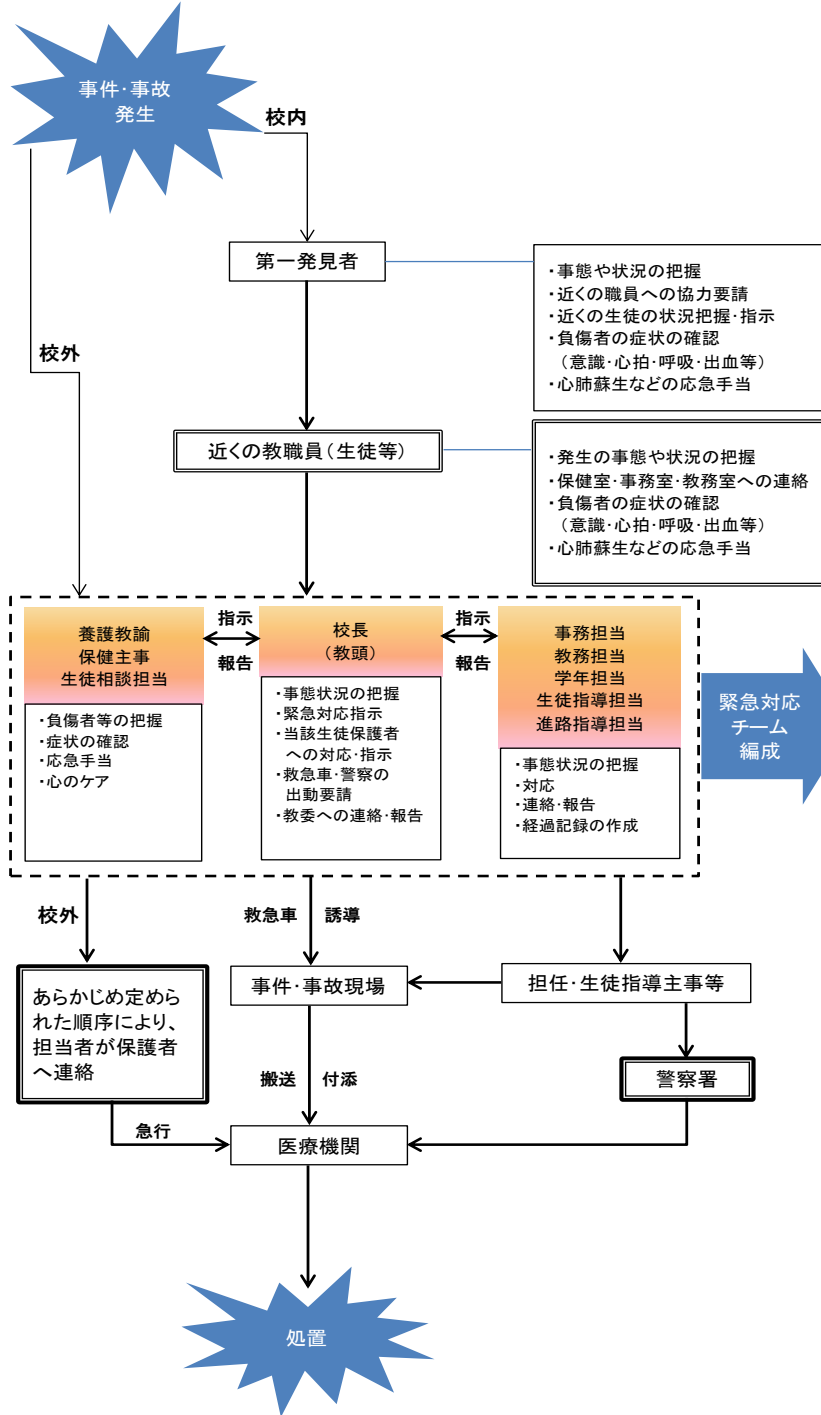 事件・事故
発生
校内
第一発見者
・事態や状況の把握
・近くの職員への協力要請
・近くの生徒の状況把握・指示
・負傷者の症状の確認
（意識・心拍・呼吸・出血等）
・心肺蘇生などの応急手当
校外
近くの教職員（生徒等）
・発生の事態や状況の把握
・保健室・事務室・教務室への連絡
・負傷者の症状の確認
（意識・心拍・呼吸・出血等）
・心肺蘇生などの応急手当
養護教諭
保健主事
生徒相談担当
・負傷者等の把握
・症状の確認
・応急手当
・心のケア
指示
報告
校長
（教頭）
・事態状況の把握
・緊急対応指示
・当該生徒保護者
への対応・指示
・救急車・警察の
出動要請
・教委への連絡・報告
指示
報告
事務担当
教務担当
学年担当
生徒指導担当
進路指導担当
・事態状況の把握
・対応
・連絡・報告
・経過記録の作成
緊急対応
チーム
編成
校外
救急車 誘導
あらかじめ定めら
れた順序により、
担当者が保護者
へ連絡
事件・事故現場
担任・生徒指導主事等
搬送 付添
警察署
急行
医療機関
処置